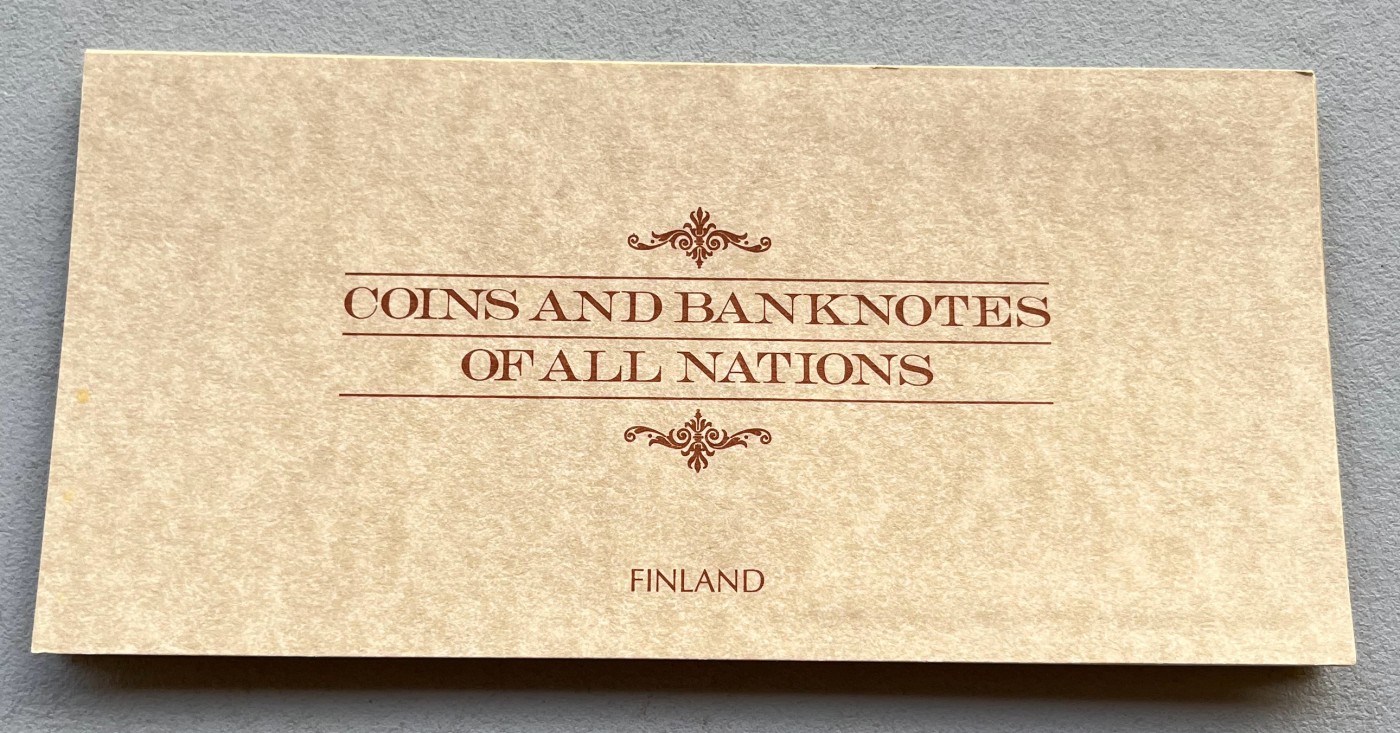 COINS AND BANKNOTES
OF ALL NATIONS
FINLAND